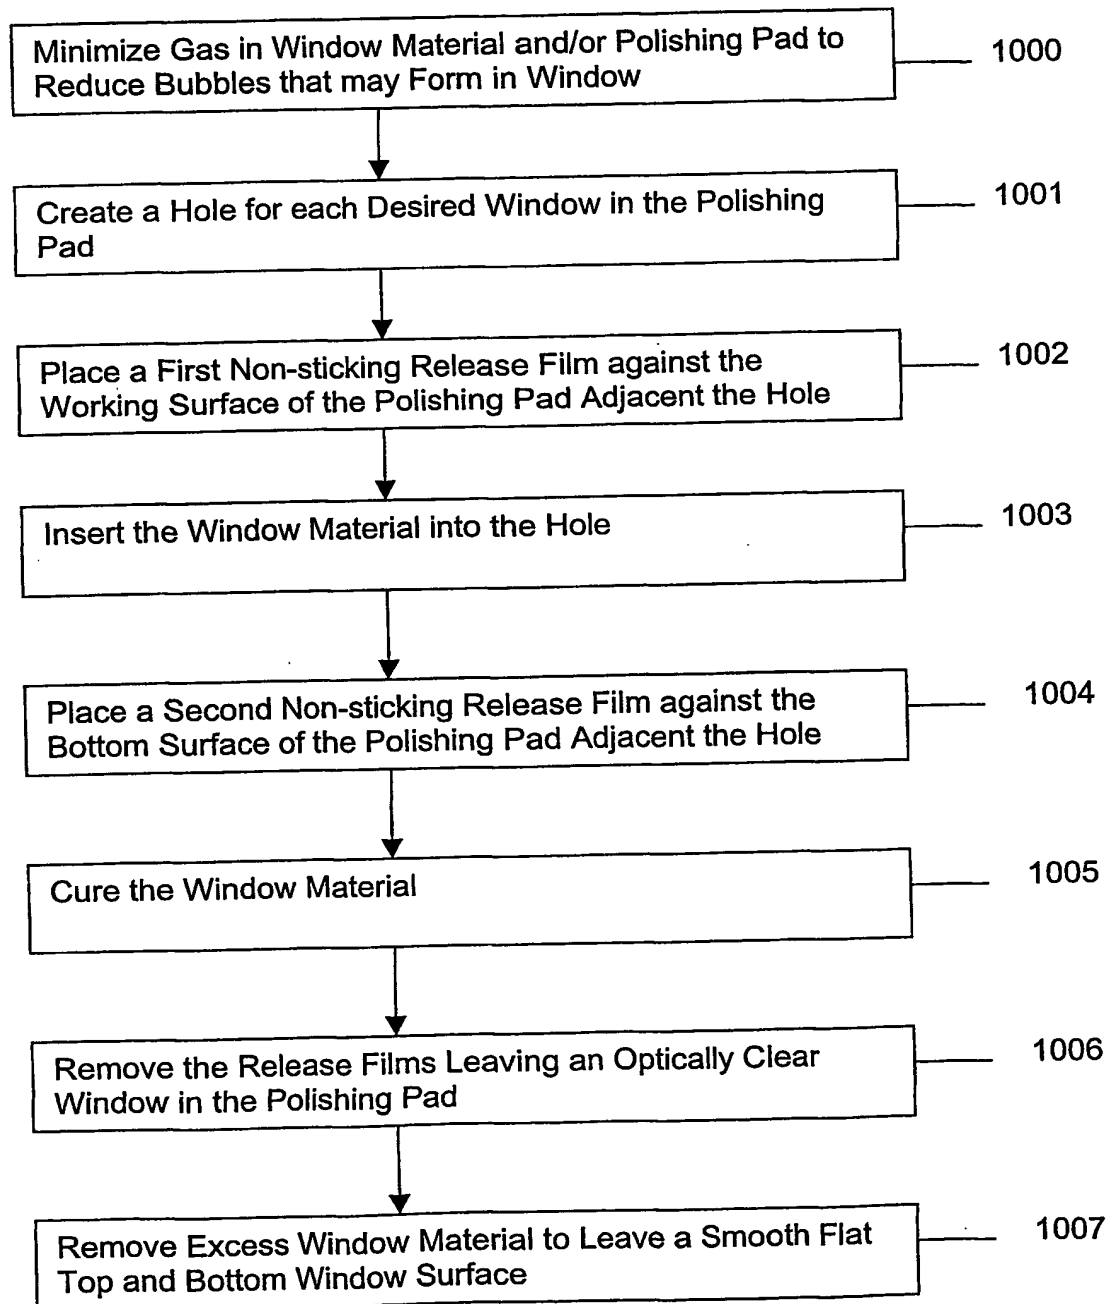 Minimize Gas in Window Material and/or Polishing Pad to
Reduce Bubbles that may Form in Window
1000
Create a Hole for each Desired Window in the Polishing
Pad
1001
Place a First Non-sticking Release Film against the
Working Surface of the Polishing Pad Adjacent the Hole
1002
Insert the Window Material into the Hole
1003
Place a Second Non-sticking Release Film against the
Bottom Surface of the Polishing Pad Adjacent the Hole
1004
Cure the Window Material
1005
Remove the Release Films Leaving an Optically Clear
Window in the Polishing Pad
1006
Remove Excess Window Material to Leave a Smooth Flat
Top and Bottom Window Surface
1007